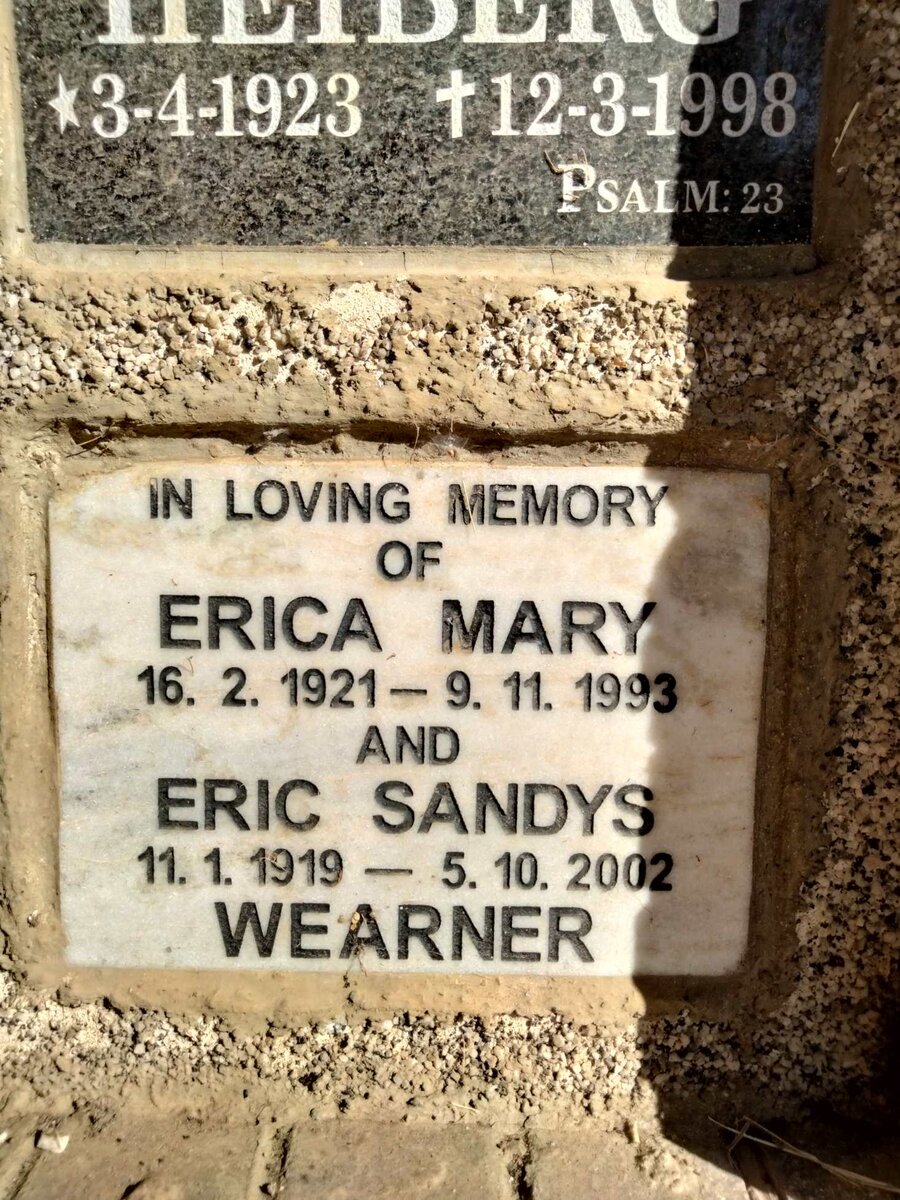 HEIBERG
★3-4-1923 ✝12-3-1998
PSALM: 23
IN LOVING MEMORY
OF
ERICA MARY
16. 2. 1921 — 9. 11. 1993
AND
ERIC SANDYS
11. 1. 1919 — 5. 10. 2002
WEARNER